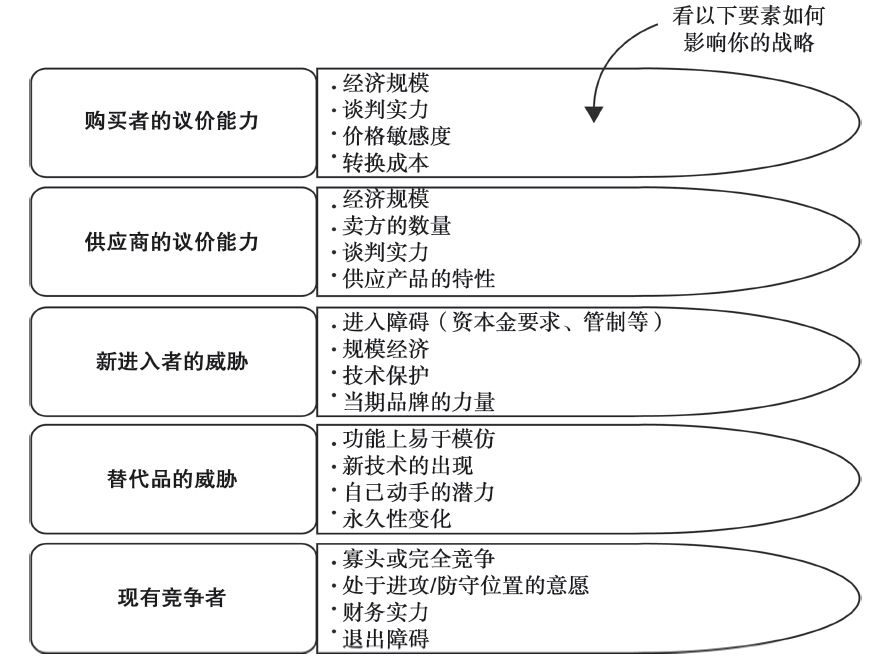 看以下要素如何
影响你的战略
购买者的议价能力
· 经济规模
· 谈判实力
· 价格敏感度
· 转换成本
供应商的议价能力
· 经济规模
· 卖方的数量
· 谈判实力
· 供应产品的特性
新进入者的威胁
· 进入障碍（资本金要求、管制等）
· 规模经济
· 技术保护
· 当期品牌的力量
替代品的威胁
· 功能上易于模仿
· 新技术的出现
· 自己动手的潜力
· 永久性变化
现有竞争者
· 寡头或完全竞争
· 处于进攻/防守位置的意愿
· 财务实力
· 退出障碍